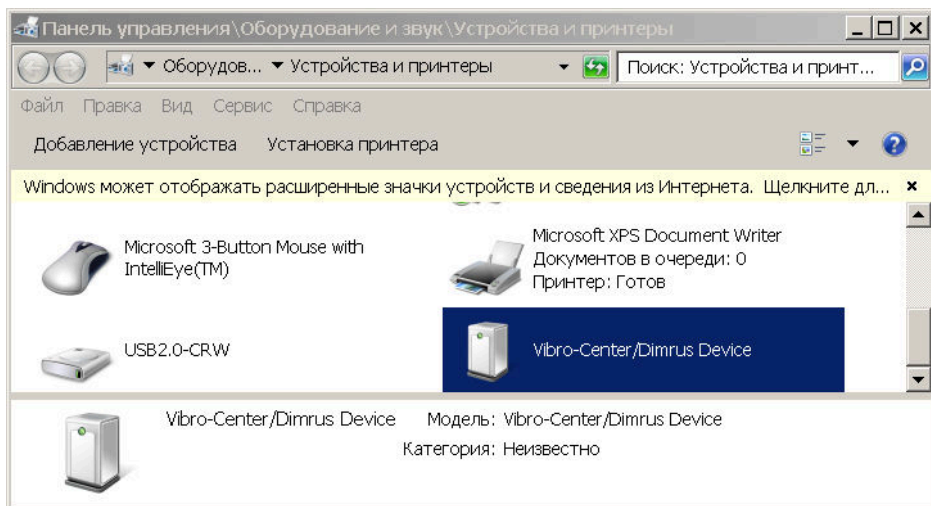 Панель управления\Оборудование и звук\Устройства и принтеры
Оборудов... Устройства и принтеры
Поиск: Устройства и принт...
Файл Правка Вид Сервис Справка
Добавление устройства Установка принтера
Windows может отображать расширенные значки устройств и сведения из Интернета. Щелкните дл...
Microsoft 3-Button Mouse with
IntelliEye(TM)
Microsoft XPS Document Writer
Документов в очереди: 0
Принтер: Готов
USB2.0-CRW
Vibro-Center/Dimrus Device
Vibro-Center/Dimrus Device Модель: Vibro-Center/Dimrus Device
Категория: Неизвестно